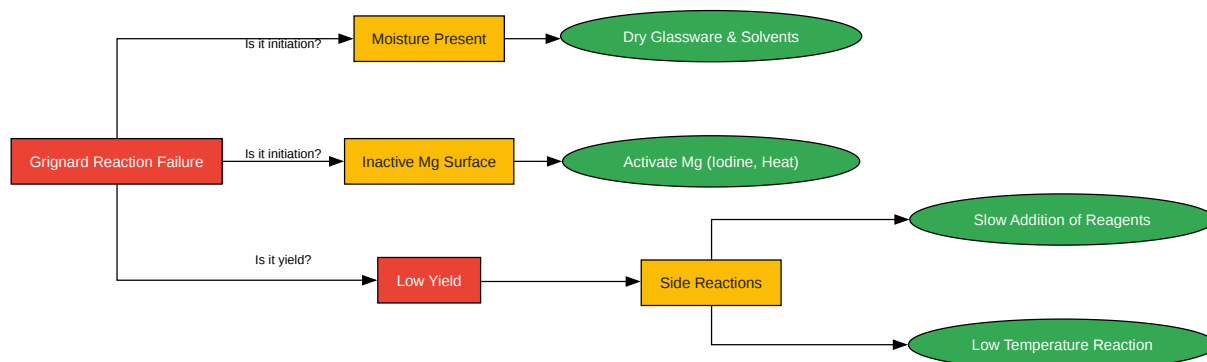 Is it initiation?
Moisture Present
Dry Glassware & Solvents
Grignard Reaction Failure
Is it initiation?
Inactive Mg Surface
Activate Mg (Iodine, Heat)
Slow Addition of Reagents
Is it yield?
Low Yield
Side Reactions
Low Temperature Reaction